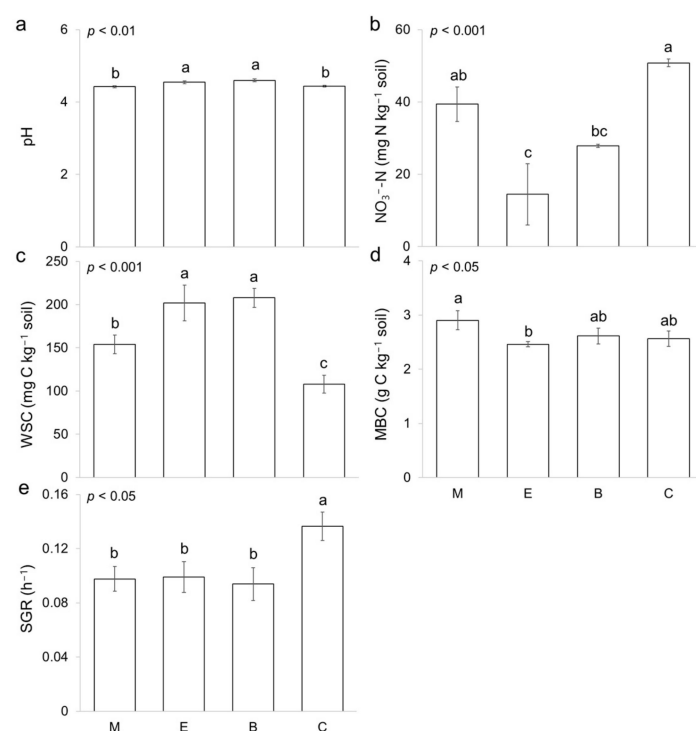 a
p < 0.01
6
4
2
0
pH
b
a
a
b
b
p < 0.001
60
40
20
0
NO₃⁻-N (mg N kg⁻¹ soil)
ab
c
bc
a
c
p < 0.001
250
200
150
100
50
0
WSC (mg C kg⁻¹ soil)
b
a
a
c
d
p < 0.05
4
3
2
1
0
MBC (g C kg⁻¹ soil)
a
b
ab
ab
M E B C
e
p < 0.05
0.16
0.12
0.08
0.04
0
SGR (h⁻¹)
b
b
b
a
M E B C